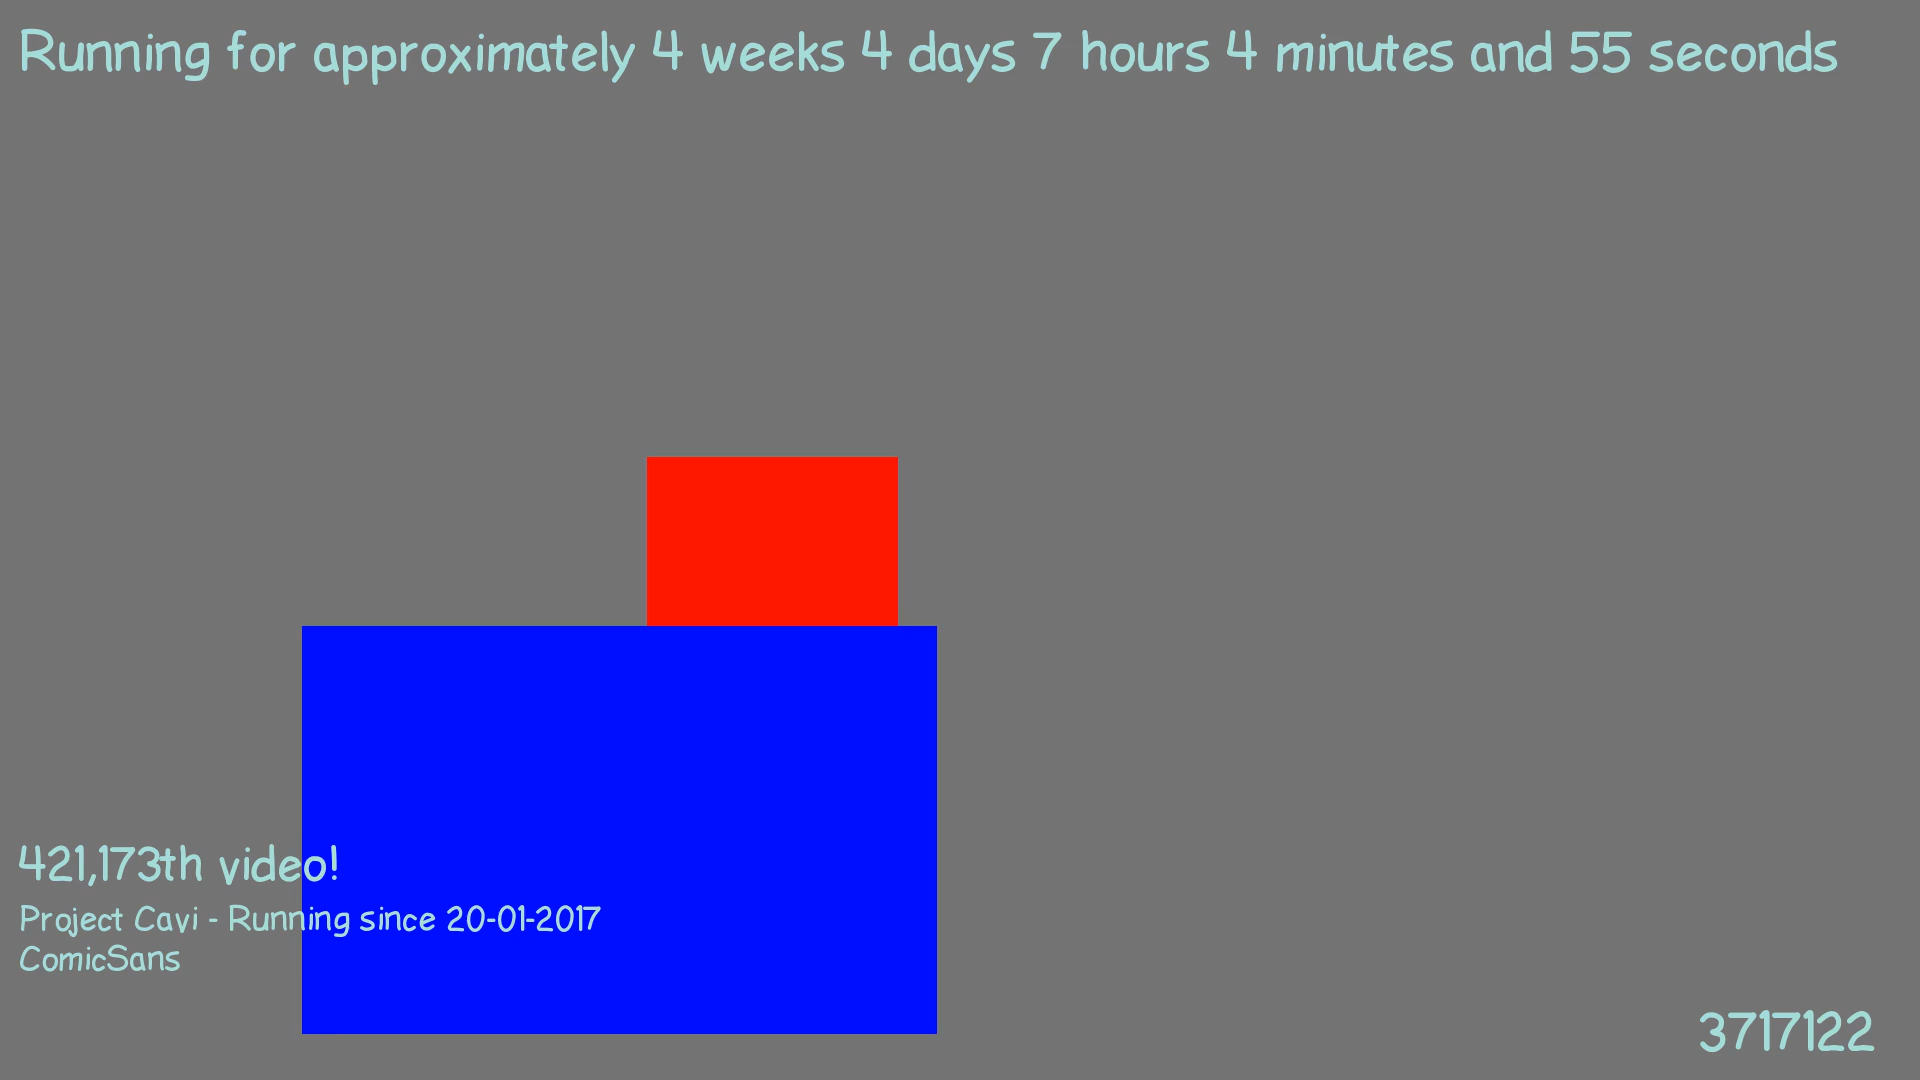 Running for approximately 4 weeks 4 days 7 hours 4 minutes and 55 seconds
421,173th video!
Project Cavi - Running since 20-01-2017
ComicSans
3717122